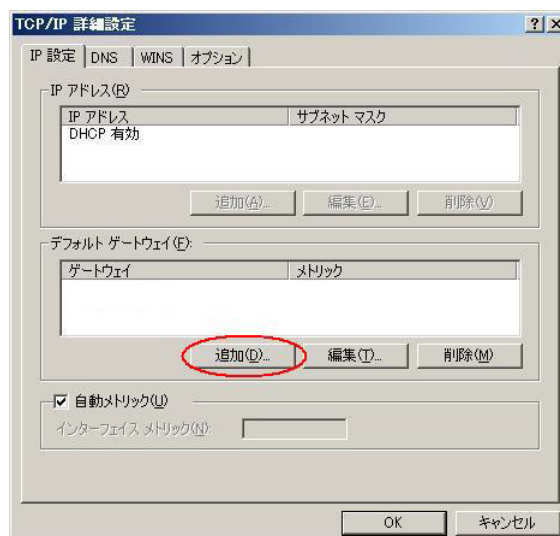 TCP/IP 詳細設定
IP 設定 DNS WINS オプション
IP アドレス(R)
IP アドレス サブネット マスク
DHCP 有効
追加(A)... 編集(E)... 削除(V)
デフォルト ゲートウェイ(F):
ゲートウェイ メトリック
追加(D)... 編集(T)... 削除(M)
自動メトリック(U)
インターフェイス メトリック(N):
OK キャンセル